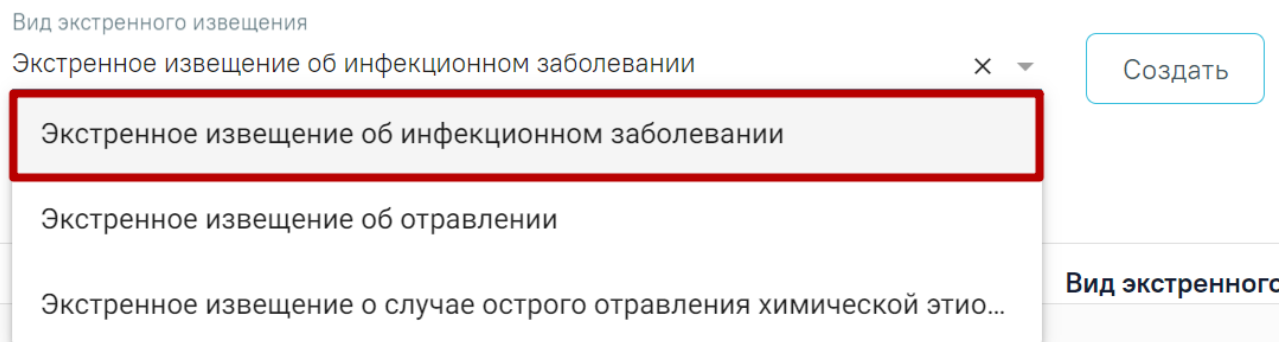 Вид экстренного извещения
Экстренное извещение об инфекционном заболевании
Создать
Экстренное извещение об инфекционном заболевании
Экстренное извещение об отравлении
Вид экстренного
Экстренное извещение о случае острого отравления химической этио...